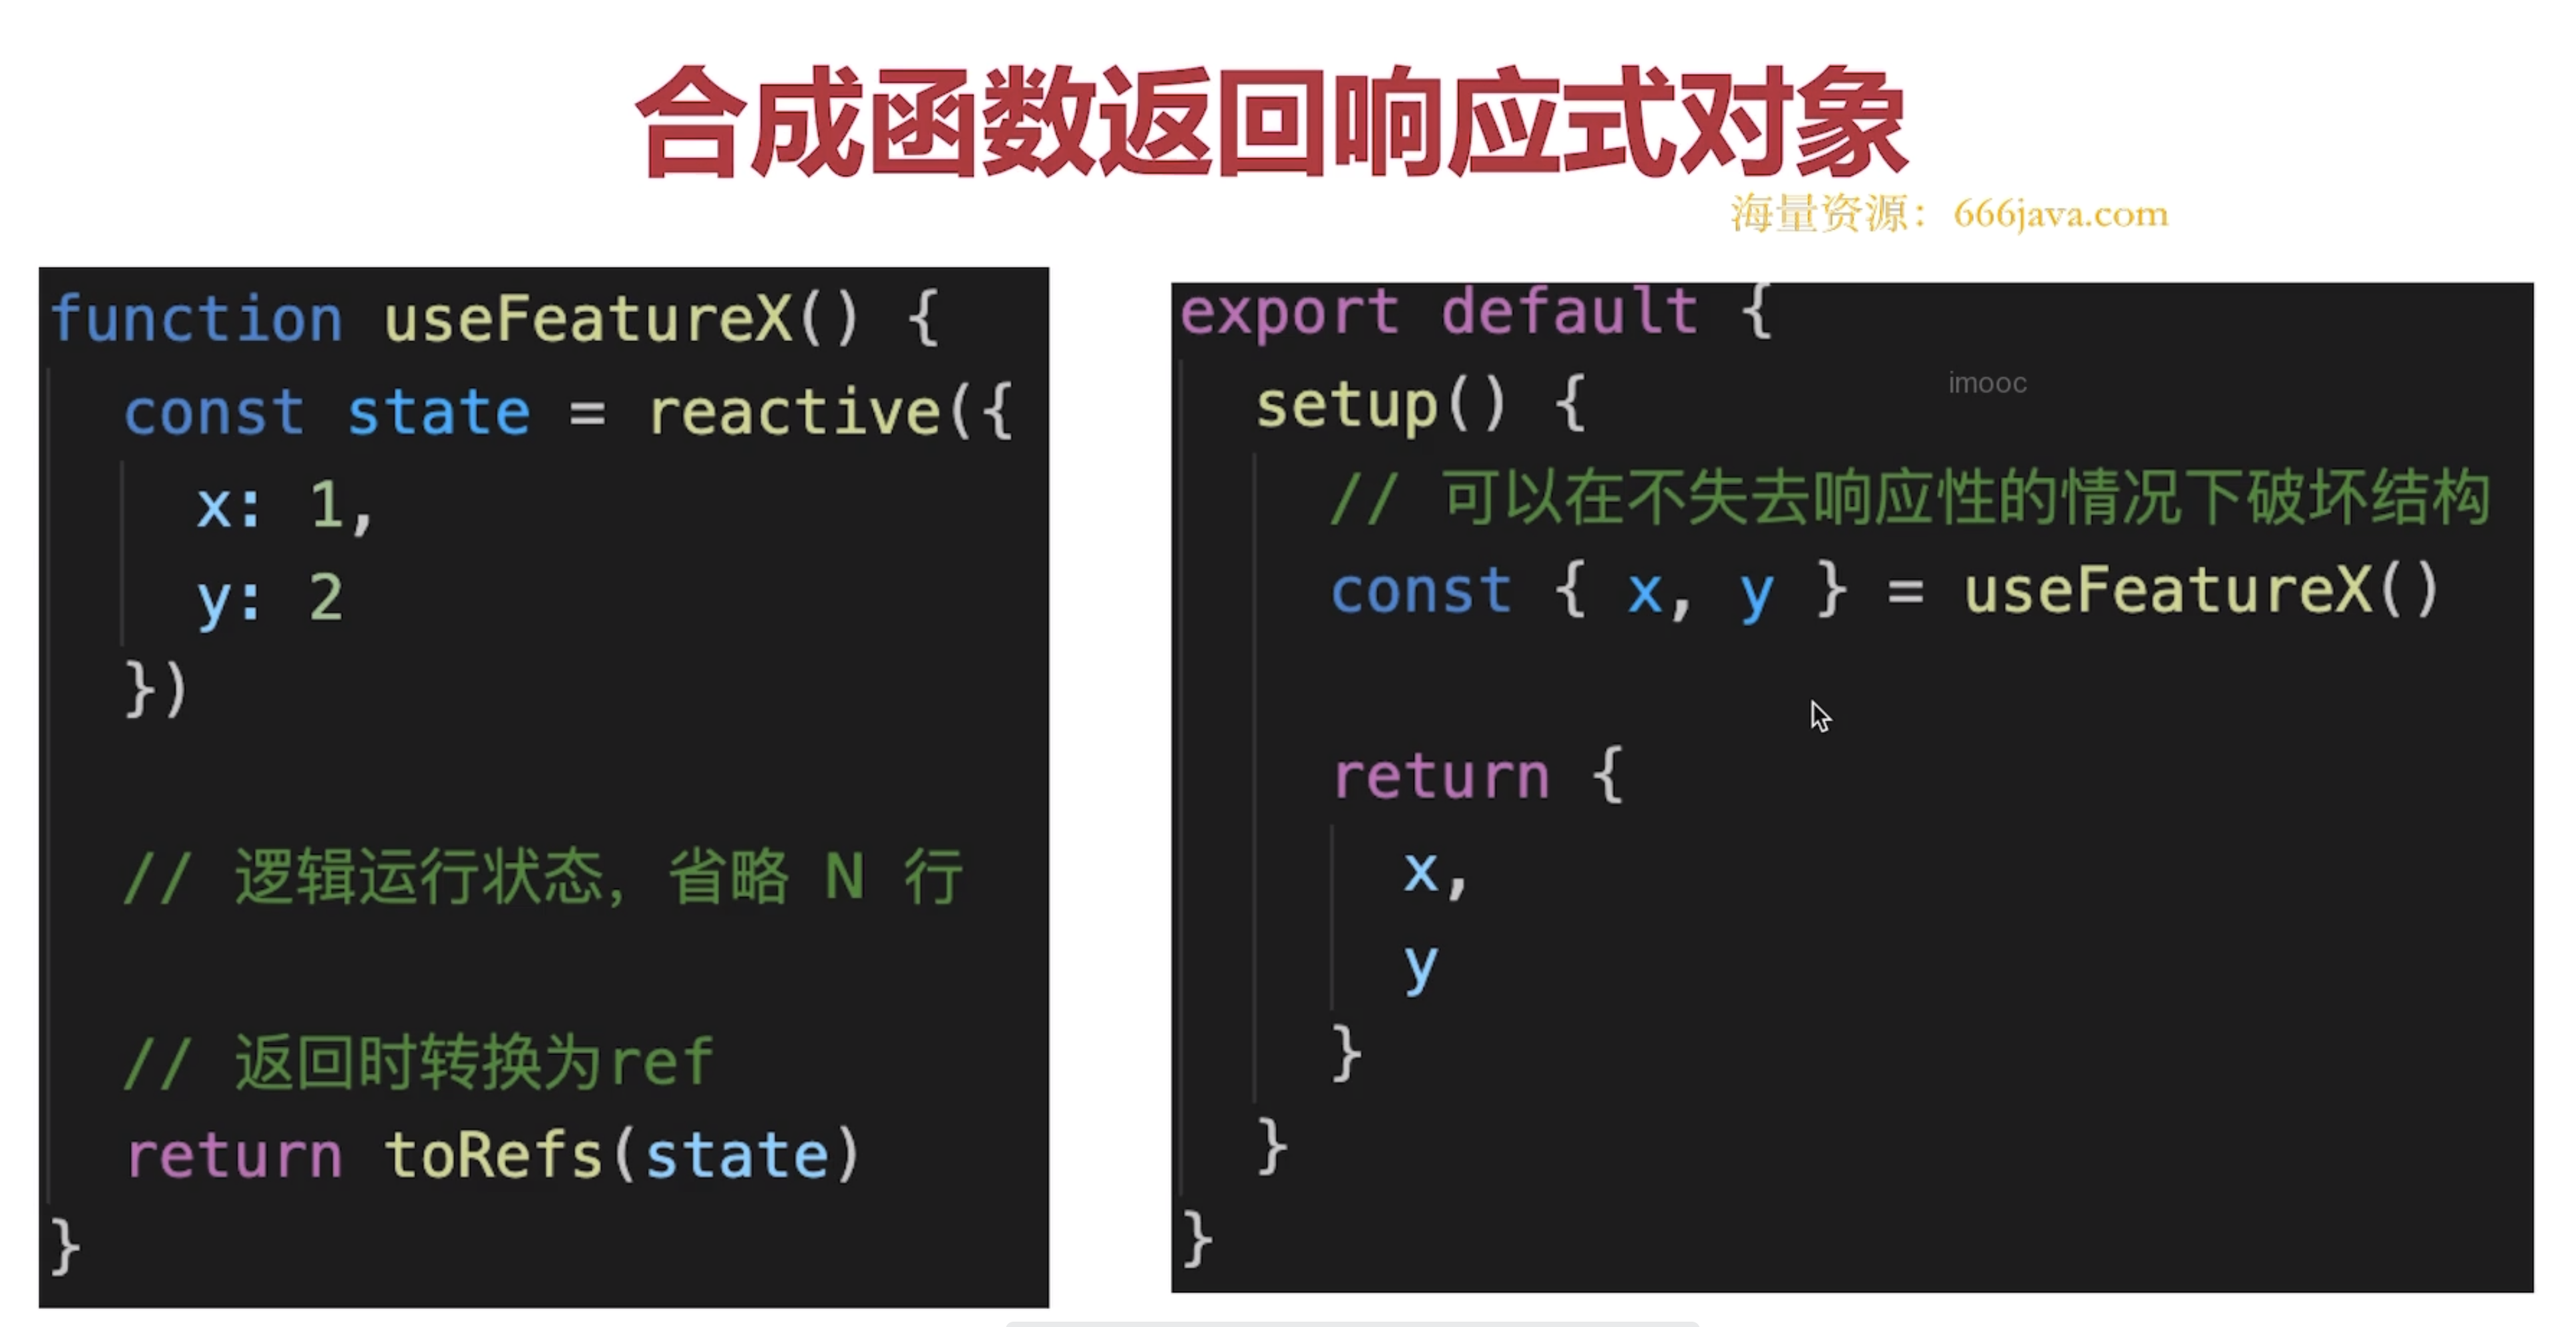 合成函数返回响应式对象
海量资源：666java.com
function useFeatureX() {
const state = reactive({
x: 1,
y: 2
})
// 逻辑运行状态，省略 N 行
// 返回时转换为ref
return toRefs(state)
}
export default {
imooc
setup() {
// 可以在不失去响应性的情况下破坏结构
const { x, y } = useFeatureX()
return {
x,
y
}
}
}